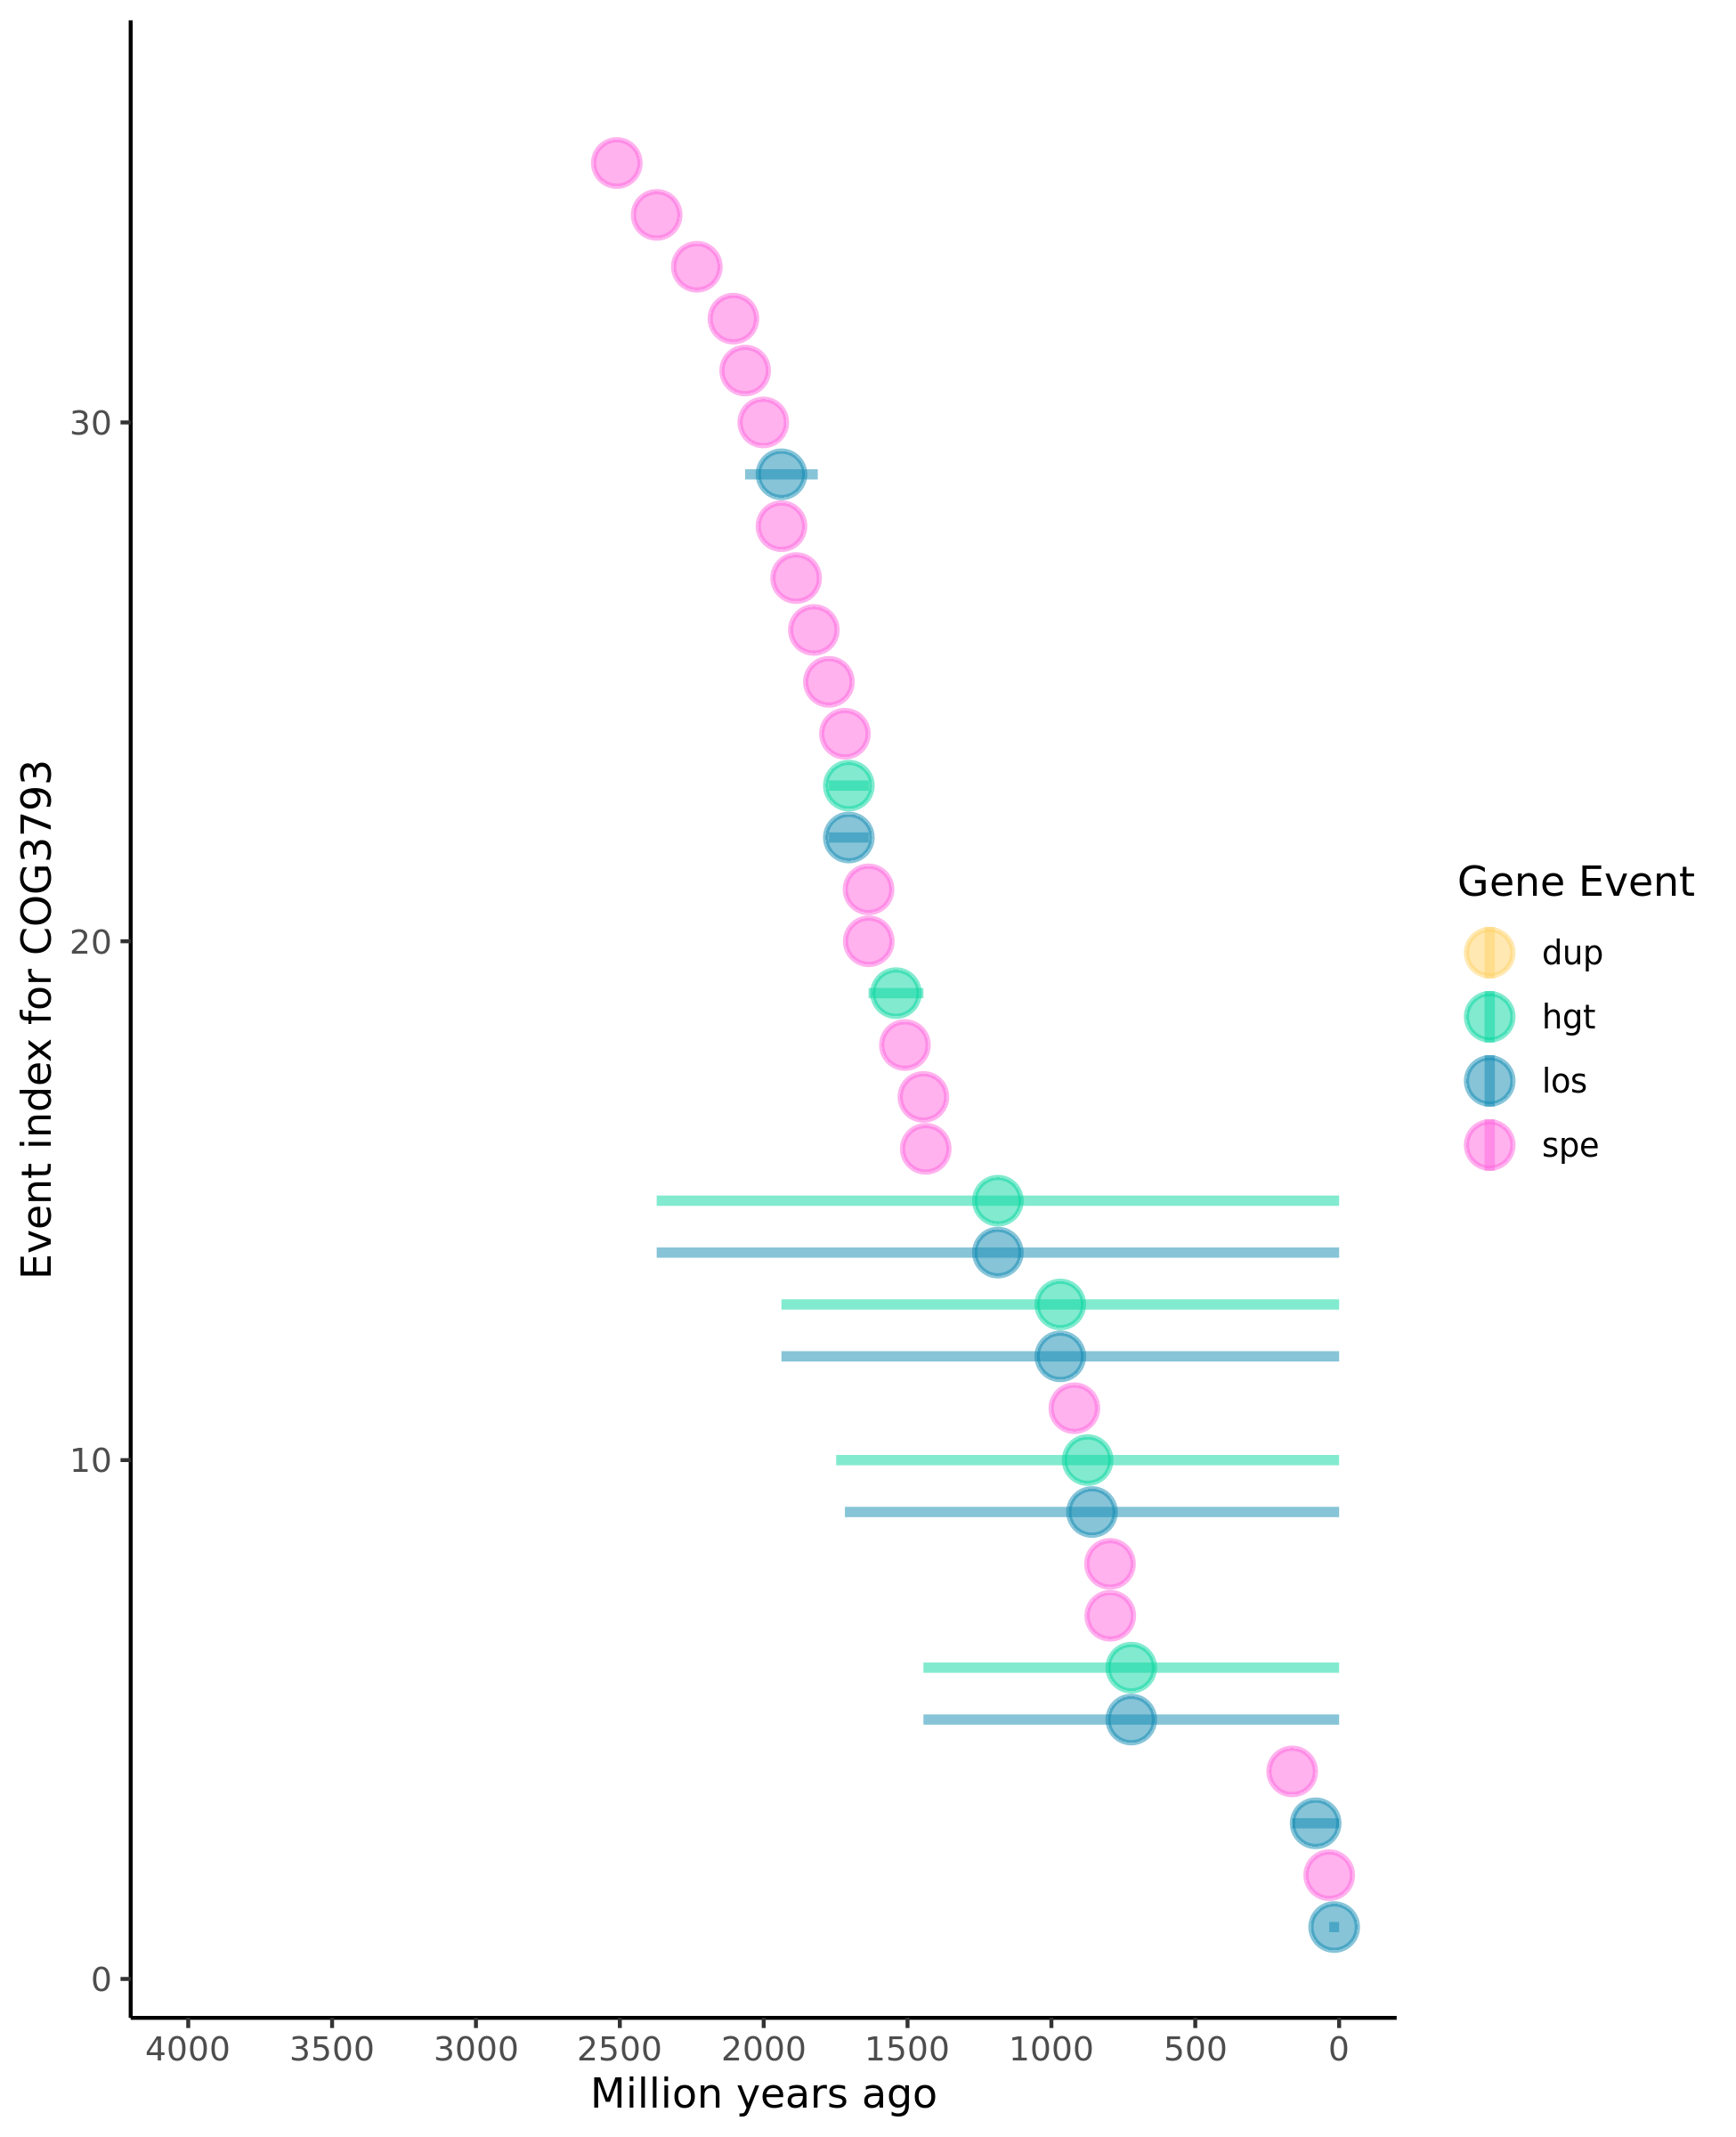 Event index for COG3793
30
20
10
0
4000 3500 3000 2500 2000 1500 1000 500 0
Million years ago
Gene Event
dup
hgt
los
spe